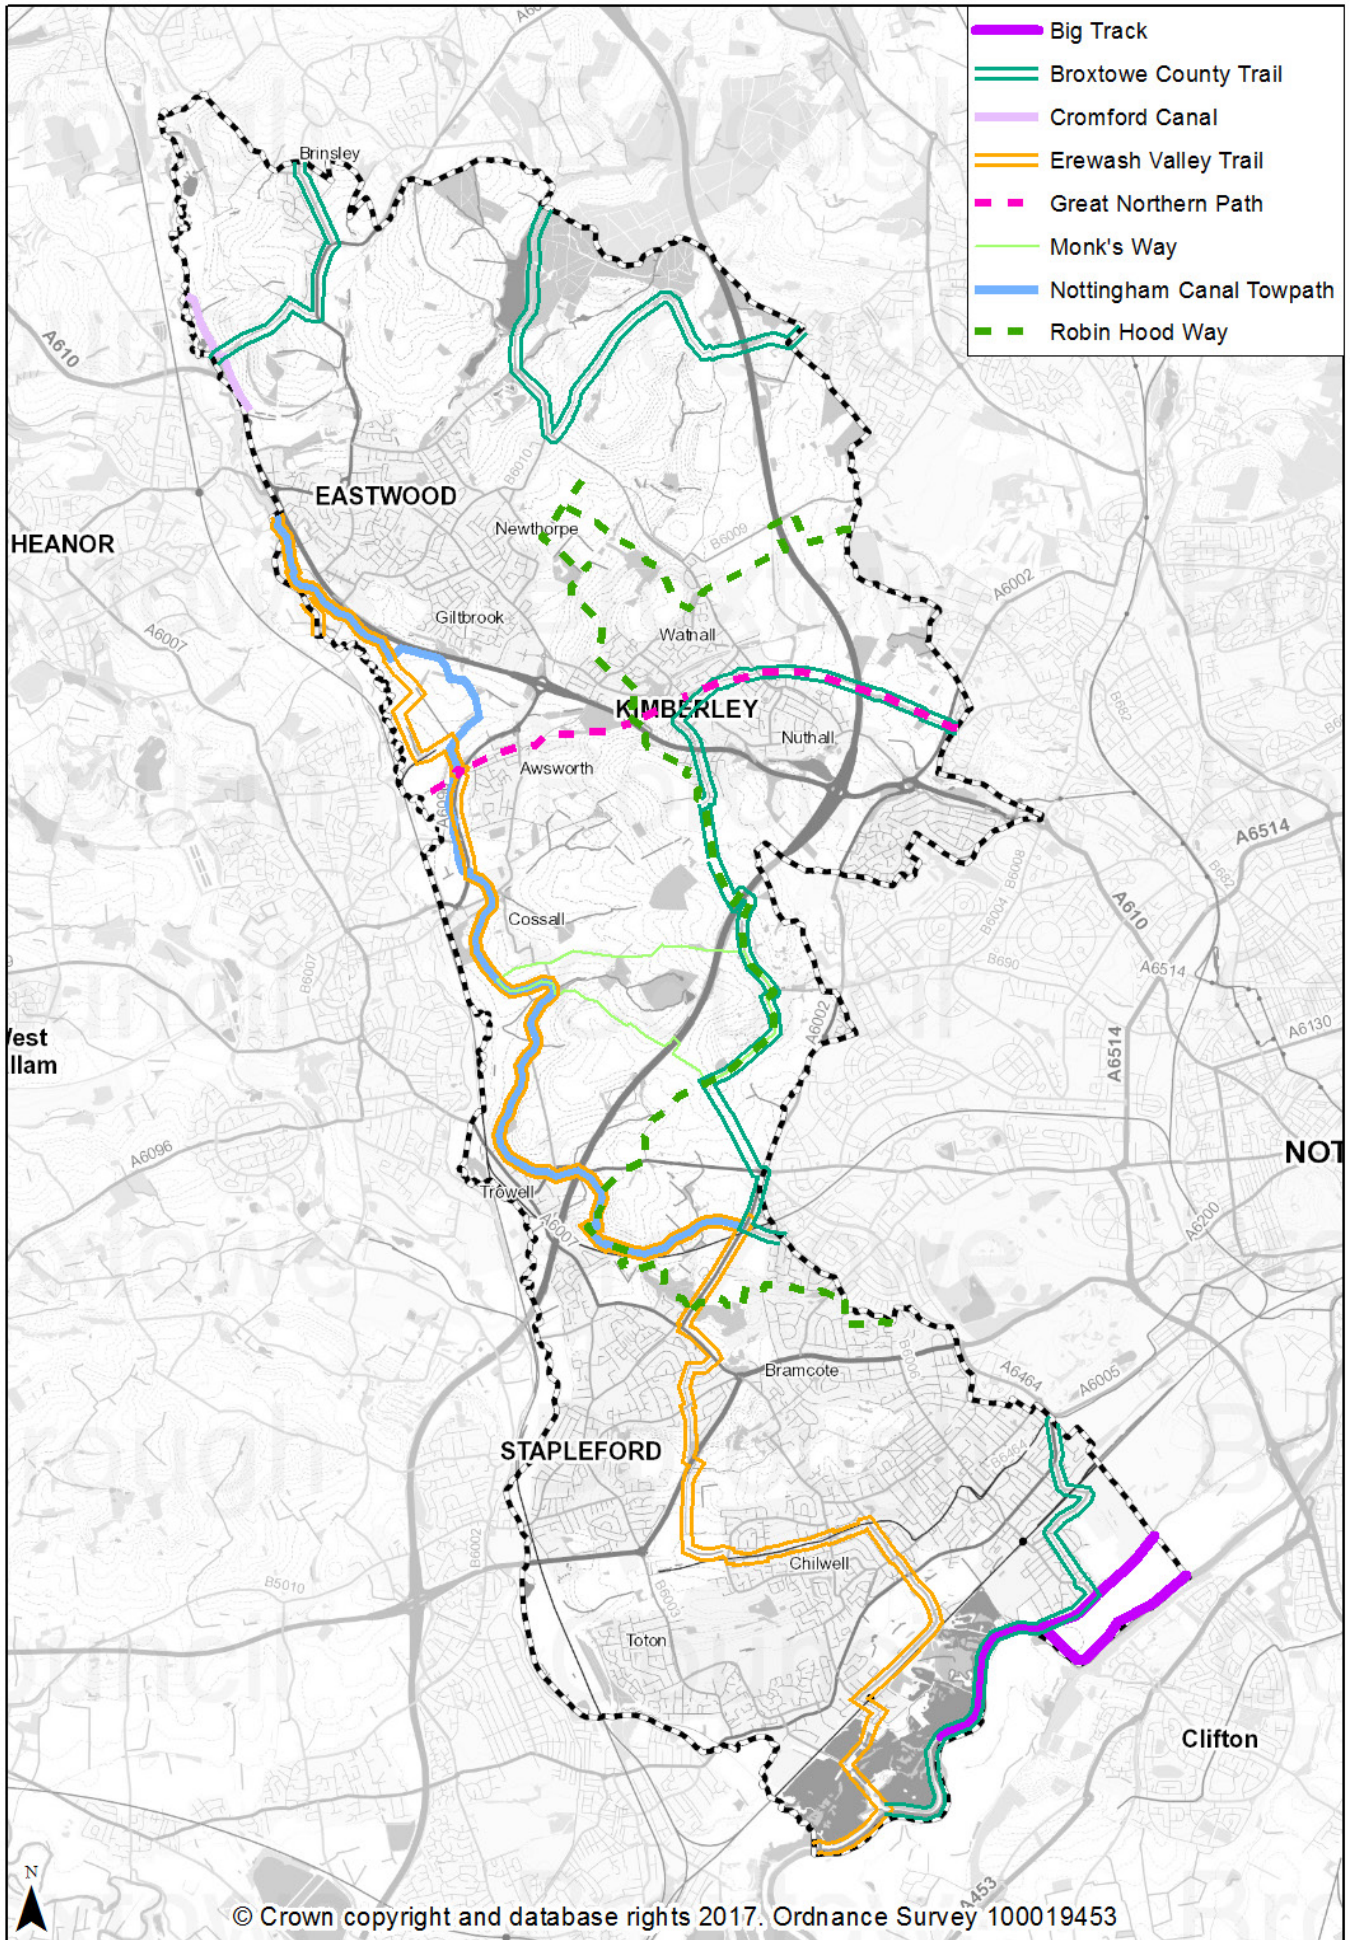 Big Track
Broxtowe County Trail
Cromford Canal
Erewash Valley Trail
Great Northern Path
Monk's Way
Nottingham Canal Towpath
Robin Hood Way
Brinsley
A610
EASTWOOD
B6010
HEANOR
Newthorpe
B6009
A6002
Giltbrook
A6007
Watnall
KIMBERLEY
Nuthall
Awsworth
A6514
B682
B6008
B6004
A610
Cossall
B690
A6514
B6007
A6002
A6130
A6514
West
llam
A6096
NOT
Trowell
A6007
A6200
Bramcote
B6006
A6464
A6005
STAPLEFORD
B6464
B6002
Chilwell
B5010
B6003
Toton
Clifton
A453
N
© Crown copyright and database rights 2017. Ordnance Survey 100019453